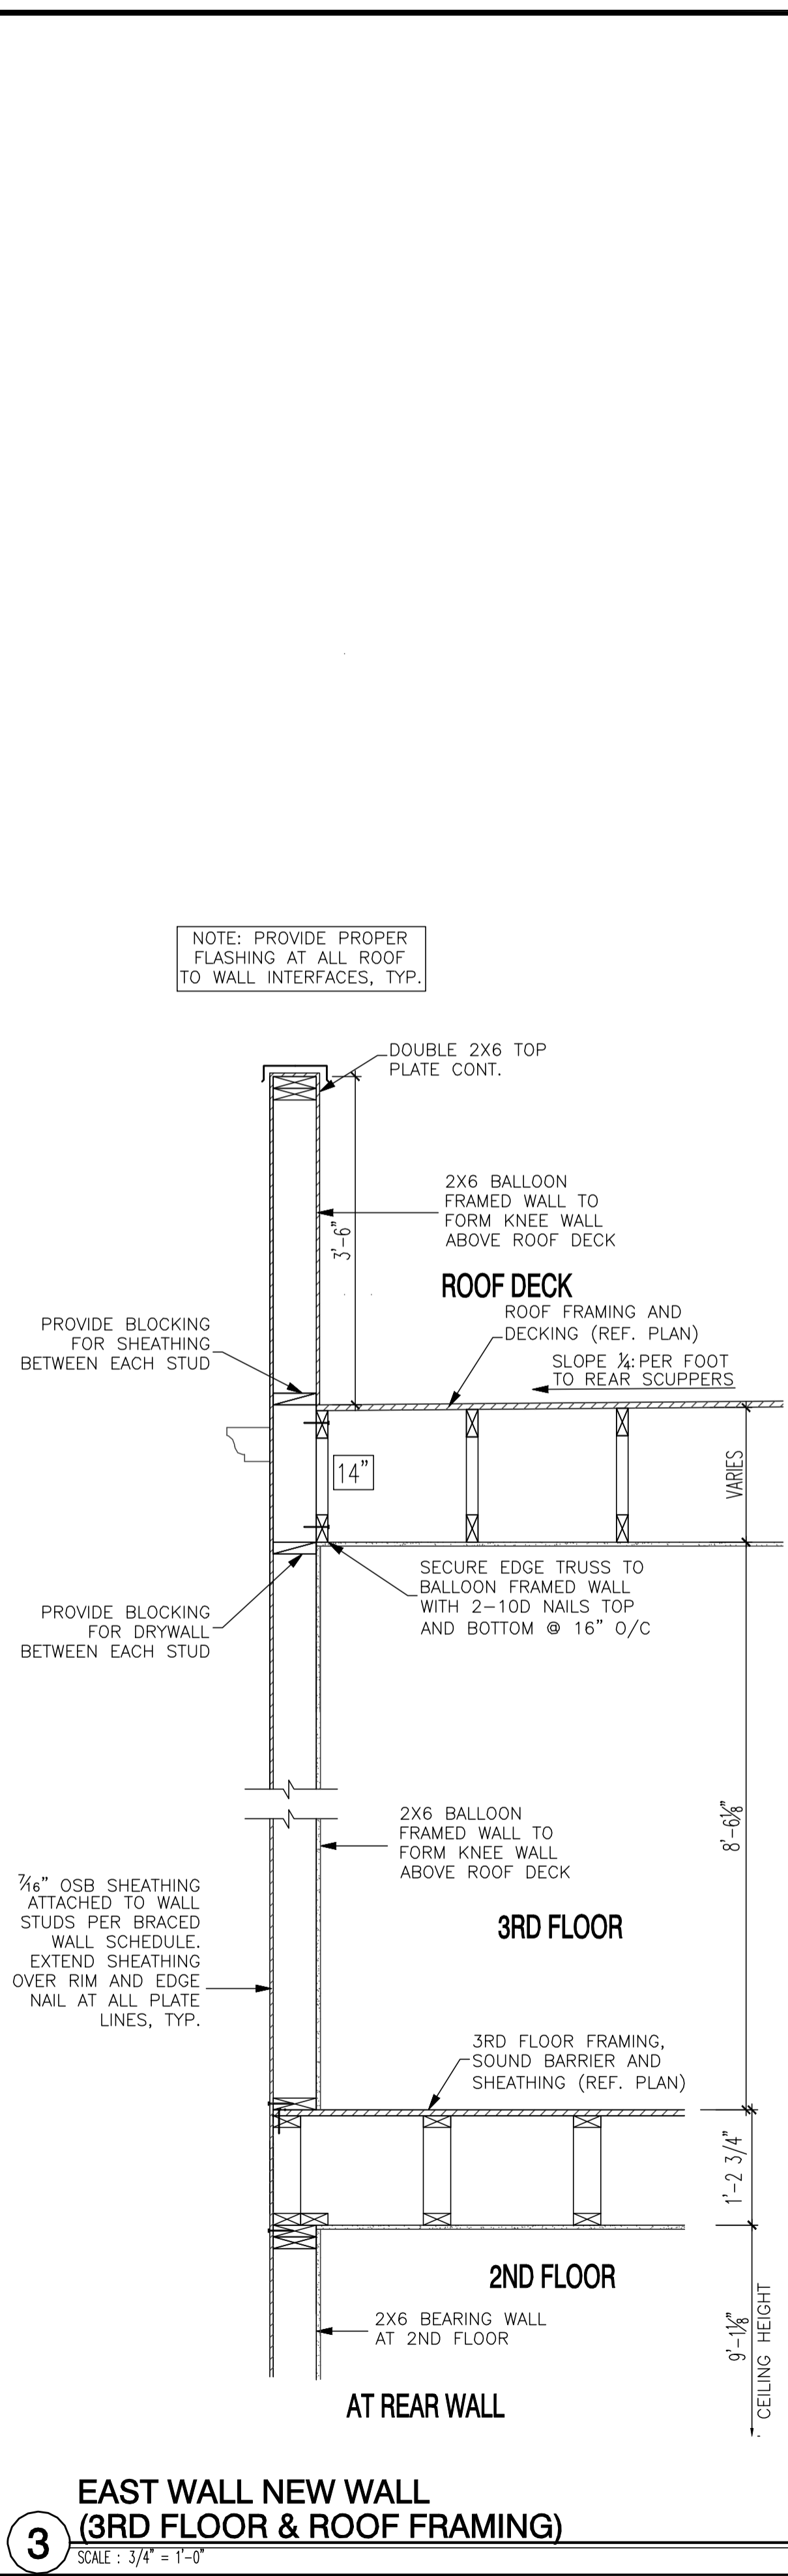 NOTE: PROVIDE PROPER
FLASHING AT ALL ROOF
TO WALL INTERFACES, TYP.
DOUBLE 2X6 TOP
PLATE CONT.
2X6 BALLOON
FRAMED WALL TO
FORM KNEE WALL
ABOVE ROOF DECK
3'-6"
ROOF DECK
ROOF FRAMING AND
DECKING (REF. PLAN)
PROVIDE BLOCKING
FOR SHEATHING
BETWEEN EACH STUD
SLOPE 1/4: PER FOOT
TO REAR SCUPPERS
14"
VARIES
SECURE EDGE TRUSS TO
BALLOON FRAMED WALL
WITH 2-10D NAILS TOP
AND BOTTOM @ 16" O/C
PROVIDE BLOCKING
FOR DRYWALL
BETWEEN EACH STUD
2X6 BALLOON
FRAMED WALL TO
FORM KNEE WALL
ABOVE ROOF DECK
8'-6 1/8"
7/16" OSB SHEATHING
ATTACHED TO WALL
STUDS PER BRACED
WALL SCHEDULE.
EXTEND SHEATHING
OVER RIM AND EDGE
NAIL AT ALL PLATE
LINES, TYP.
3RD FLOOR
3RD FLOOR FRAMING,
SOUND BARRIER AND
SHEATHING (REF. PLAN)
1'-2 3/4"
2ND FLOOR
2X6 BEARING WALL
AT 2ND FLOOR
9'-1 1/8"
CEILING HEIGHT
AT REAR WALL
EAST WALL NEW WALL
(3RD FLOOR & ROOF FRAMING)
3
SCALE : 3/4" = 1'-0"